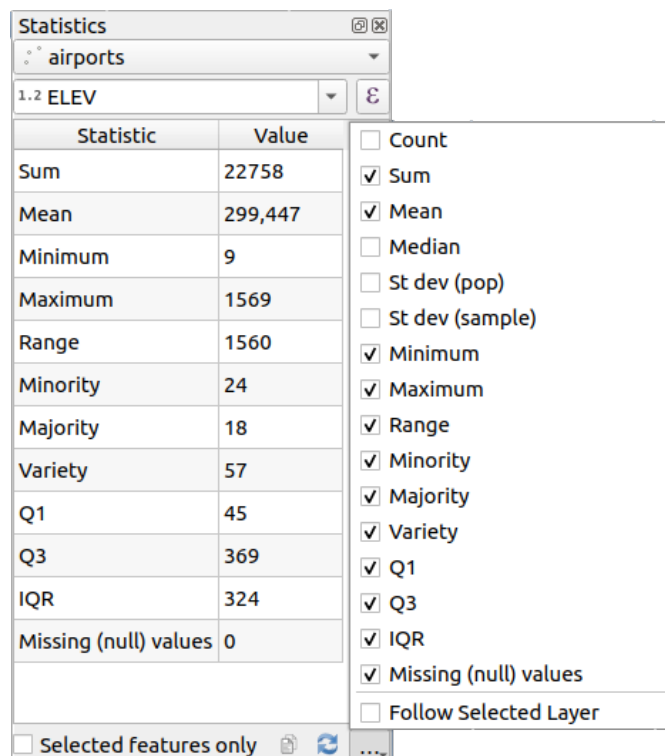 Statistics
airports
1.2 ELEV
ε
Statistic Value
Sum 22758
Mean 299,447
Minimum 9
Maximum 1569
Range 1560
Minority 24
Majority 18
Variety 57
Q1 45
Q3 369
IQR 324
Missing (null) values 0
Selected features only
...
Count
Sum
Mean
Median
St dev (pop)
St dev (sample)
Minimum
Maximum
Range
Minority
Majority
Variety
Q1
Q3
IQR
Missing (null) values
Follow Selected Layer